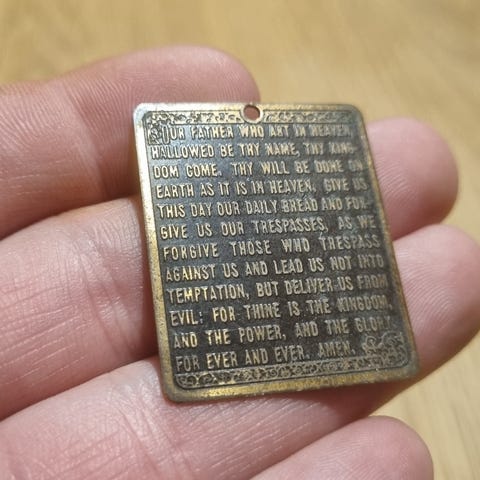 OUR FATHER WHO ART IN HEAVEN,
HALLOWED BE THY NAME, THY KING-
DOM COME, THY WILL BE DONE ON
EARTH AS IT IS IN HEAVEN, GIVE US
THIS DAY OUR DAILY BREAD AND FOR-
GIVE US OUR TRESPASSES, AS WE
FORGIVE THOSE WHO TRESPASS
AGAINST US AND LEAD US NOT INTO
TEMPTATION, BUT DELIVER US FROM
EVIL: FOR THINE IS THE KINGDOM,
AND THE POWER, AND THE GLORY,
FOR EVER AND EVER. AMEN.